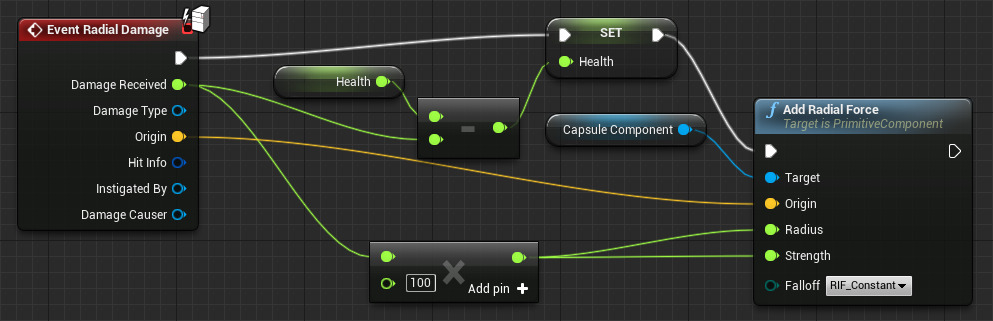 Event Radial Damage
Damage Received
Damage Type
Origin
Hit Info
Instigated By
Damage Causer
Health
SET
Health
-
Capsule Component
100
Add pin +
f Add Radial Force
Target is PrimitiveComponent
Target
Origin
Radius
Strength
Falloff RIF_Constant